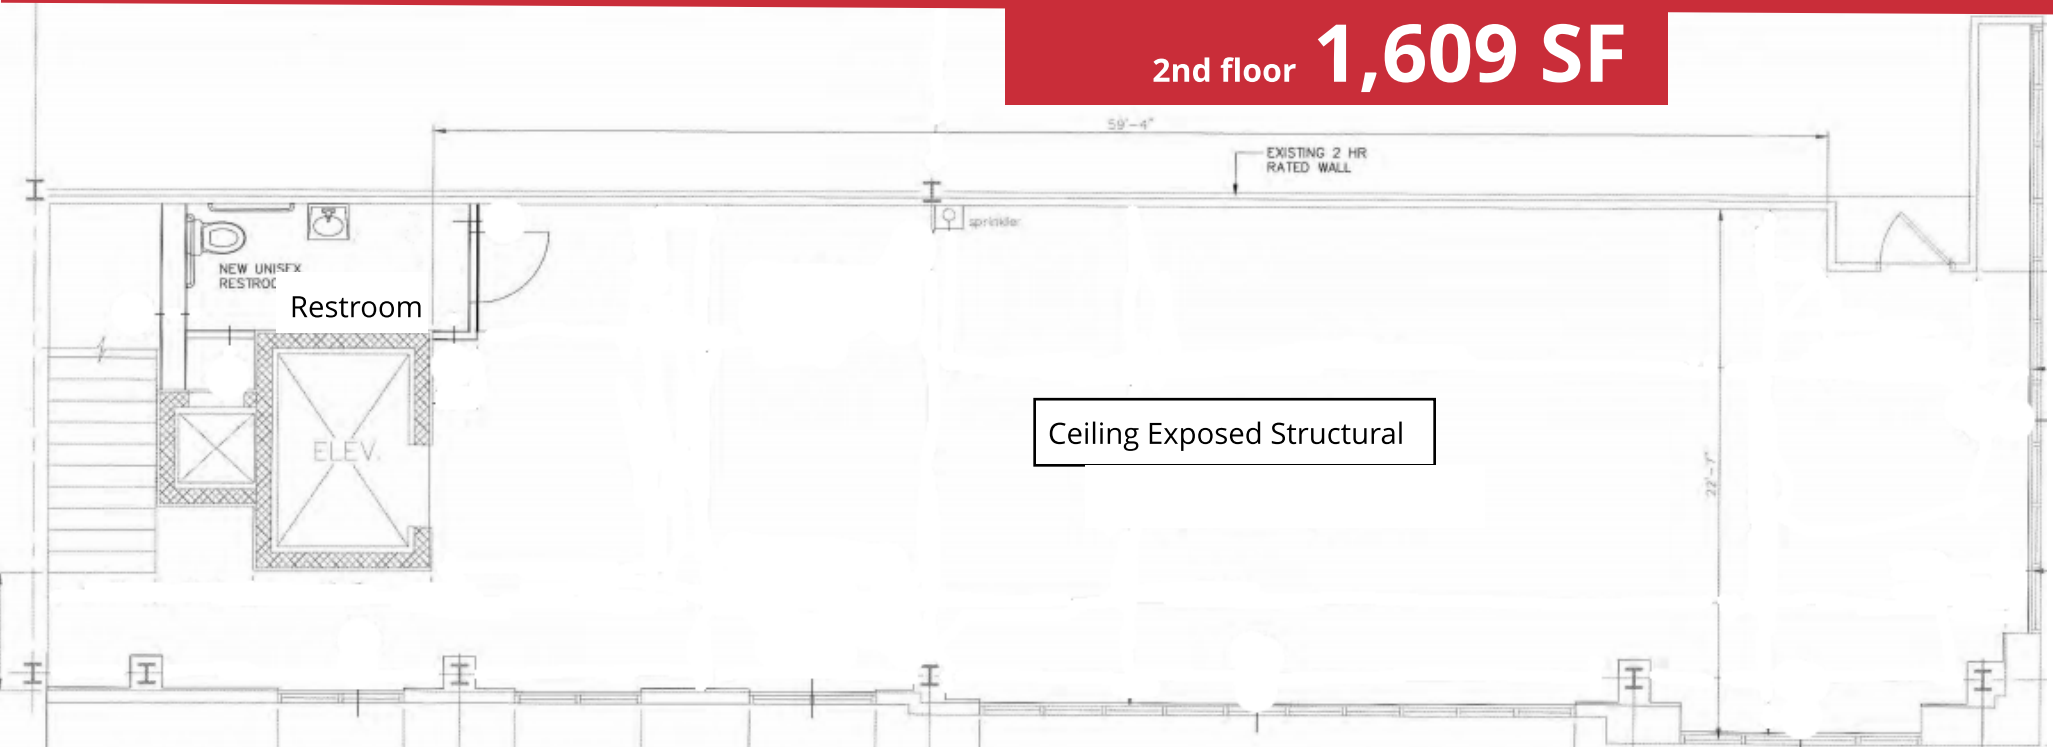 2nd floor 1,609 SF
59'-4"
EXISTING 2 HR
RATED WALL
sprinkler
NEW UNISEX
RESTROO
Restroom
Ceiling Exposed Structural
ELEV.
22'-7"